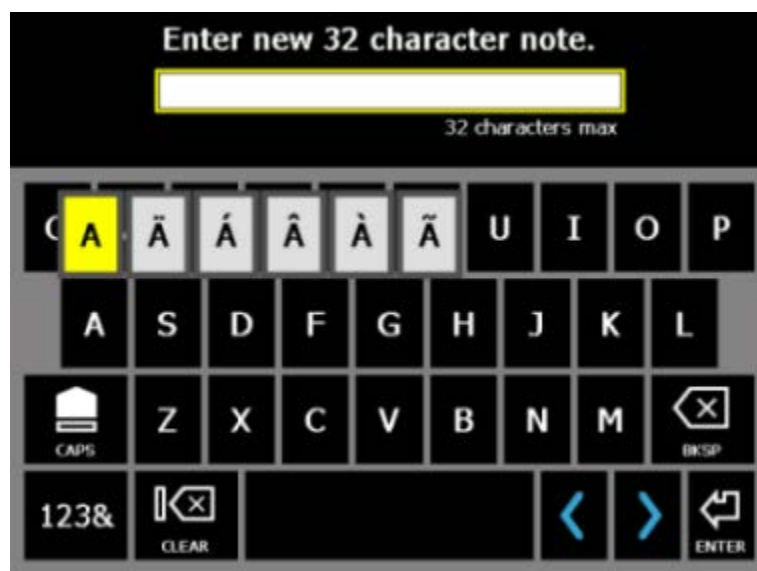 Enter new 32 character note.
32 characters max
A Ä Á Â À Ã U I O P
A S D F G H J K L
CAPS Z X C V B N M BKSP
123& CLEAR ENTER